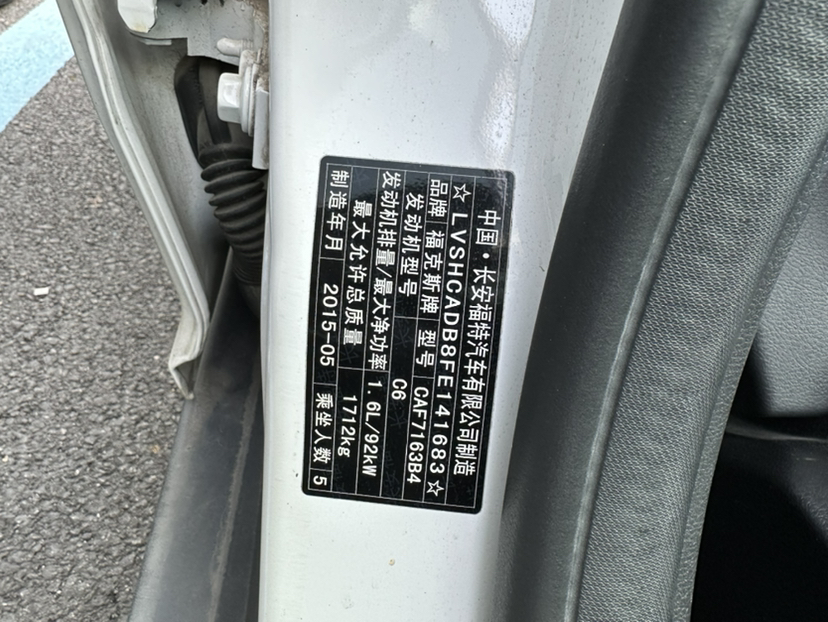 中国·长安福特汽车有限公司制造
☆LVSHCADB8FE141683☆
品牌 福克斯牌 型号 CAF7163B4
发动机型号 C6
发动机排量/最大净功率 1.6L/92kW
最大允许总质量 1712kg
制造年月 2015-05 乘坐人数 5